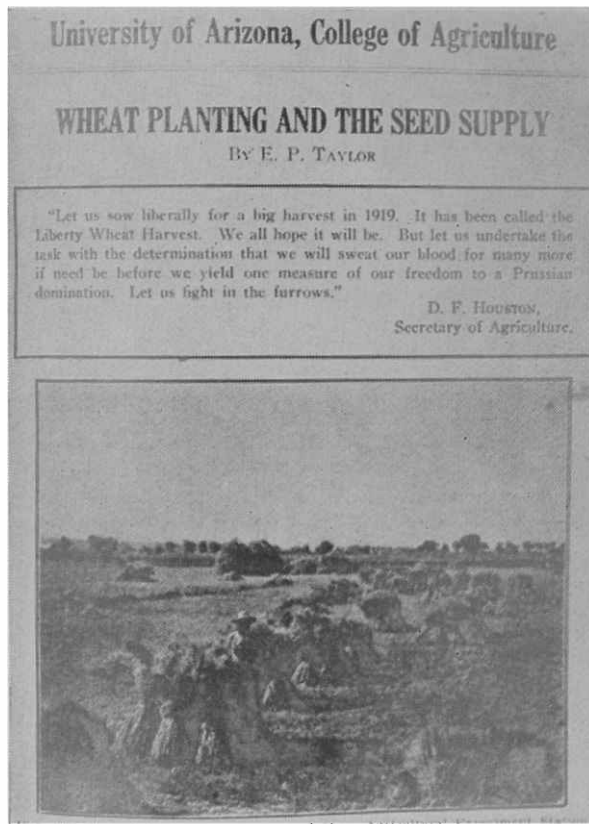 University of Arizona, College of Agriculture
WHEAT PLANTING AND THE SEED SUPPLY
BY E. P. TAYLOR
"Let us sow liberally for a big harvest in 1919. It has been called the
Liberty Wheat Harvest. We all hope it will be. But let us undertake the
task with the determination that we will sweat our blood for many more
if need be before we yield one measure of our freedom to a Prussian
domination. Let us fight in the furrows."
D. F. HOUSTON,
Secretary of Agriculture.